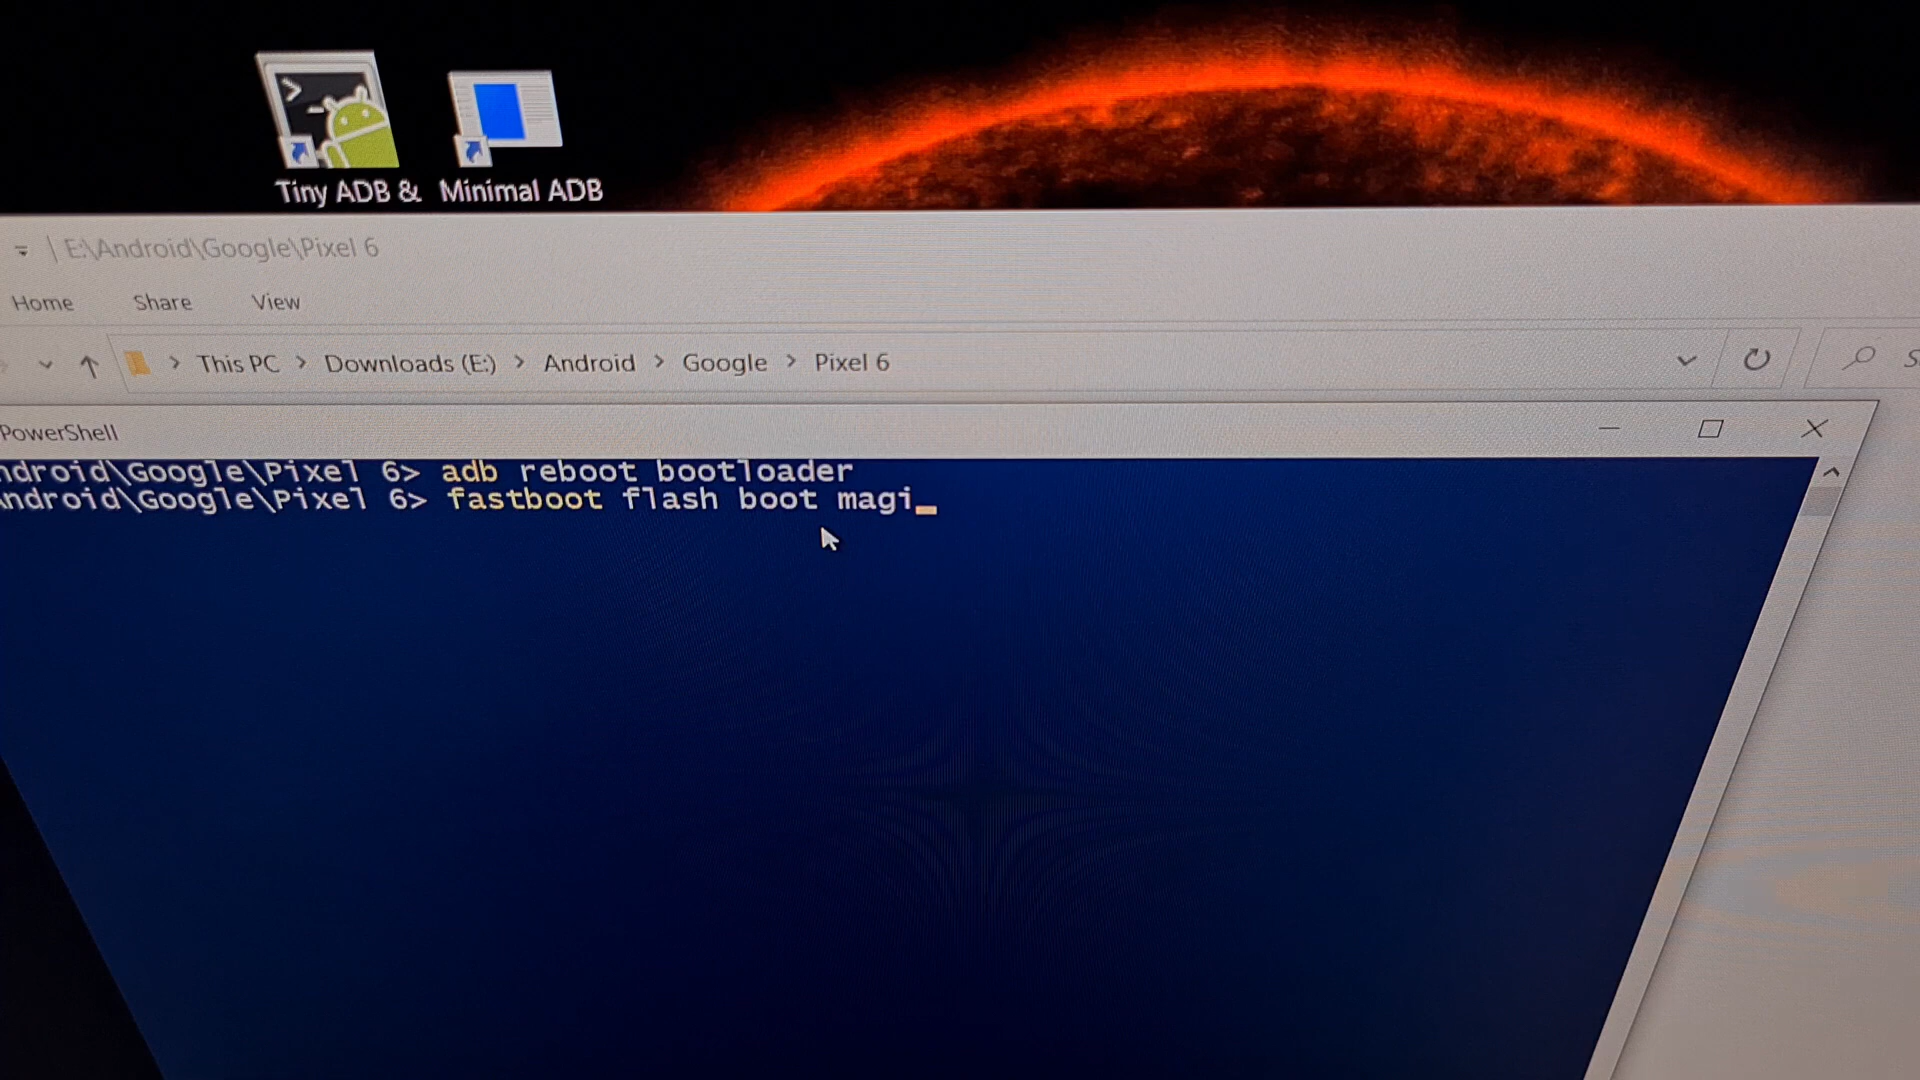 Tiny ADB &
Minimal ADB
E:\Android\Google\Pixel 6
Home Share View
This PC > Downloads (E:) > Android > Google > Pixel 6
PowerShell
ndroid\Google\Pixel 6> adb reboot bootloader
ndroid\Google\Pixel 6> fastboot flash boot magi_